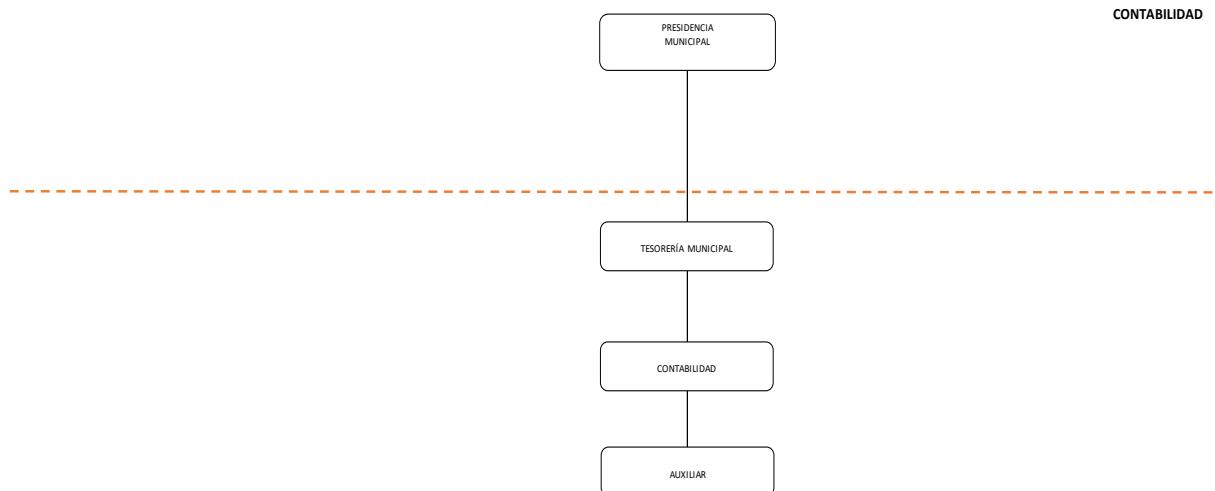 CONTABILIDAD
PRESIDENCIA
MUNICIPAL
TESORERÍA MUNICIPAL
CONTABILIDAD
AUXILIAR